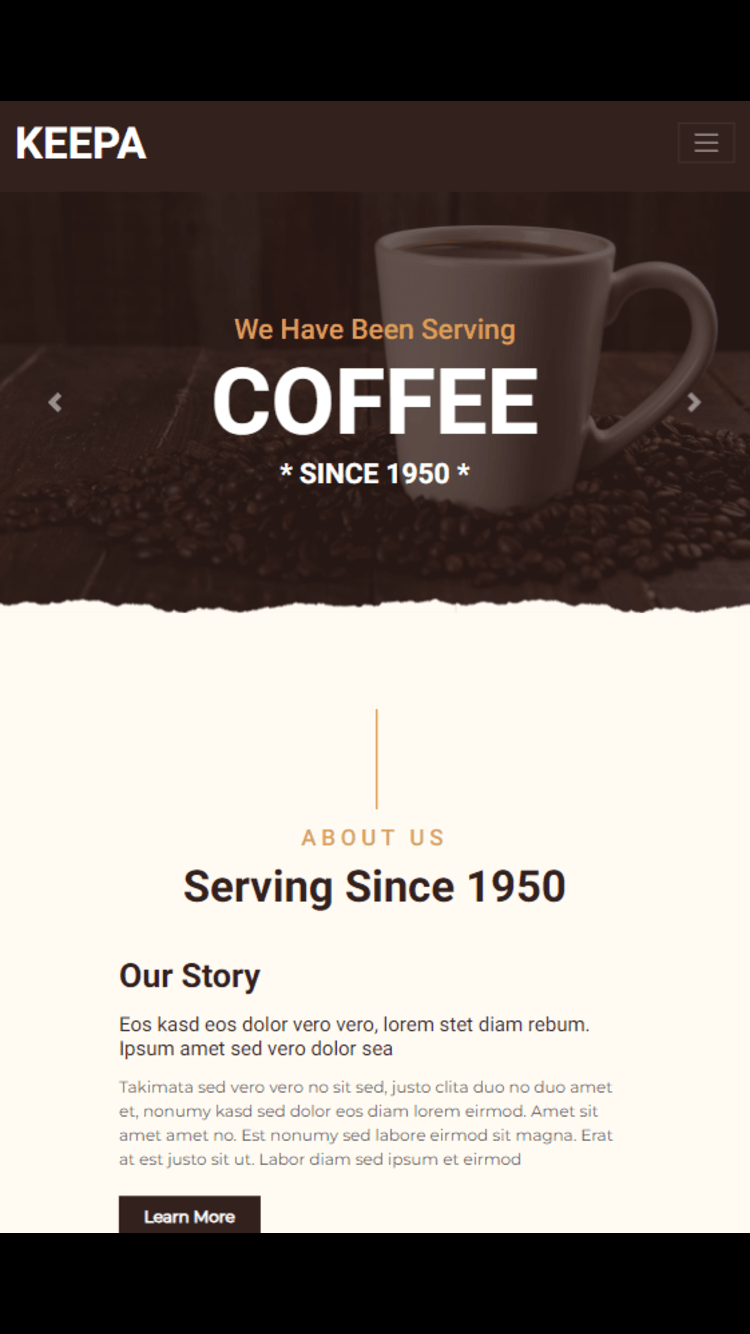 KEEPA
We Have Been Serving
COFFEE
* SINCE 1950 *
ABOUT US
Serving Since 1950
Our Story
Eos kasd eos dolor vero vero, lorem stet diam rebum.
Ipsum amet sed vero dolor sea
Takimata sed vero vero no sit sed, justo clita duo no duo amet
et, nonumy kasd sed dolor eos diam lorem eirmod. Amet sit
amet amet no. Est nonumy sed labore eirmod sit magna. Erat
at est justo sit ut. Labor diam sed ipsum et eirmod
Learn More